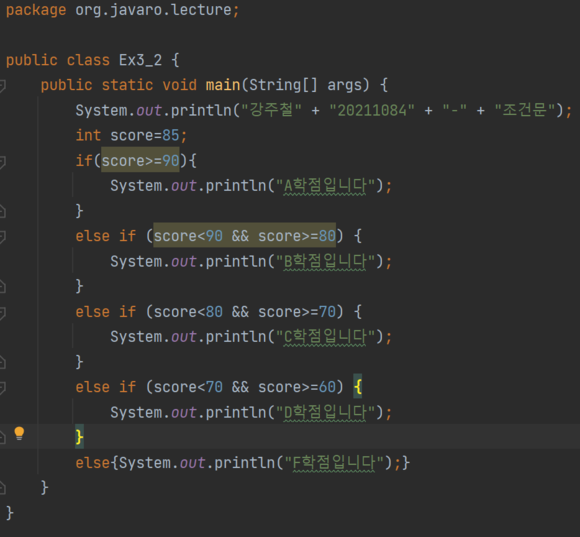 package org.javaro.lecture;
public class Ex3_2 {
public static void main(String[] args) {
System.out.println("강주철" + "20211084" + "-" + "조건문");
int score=85;
if(score>=90){
System.out.println("A학점입니다");
}
else if (score<90 && score>=80) {
System.out.println("B학점입니다");
}
else if (score<80 && score>=70) {
System.out.println("C학점입니다");
}
else if (score<70 && score>=60) {
System.out.println("D학점입니다");
}
else{System.out.println("F학점입니다");}
}
}